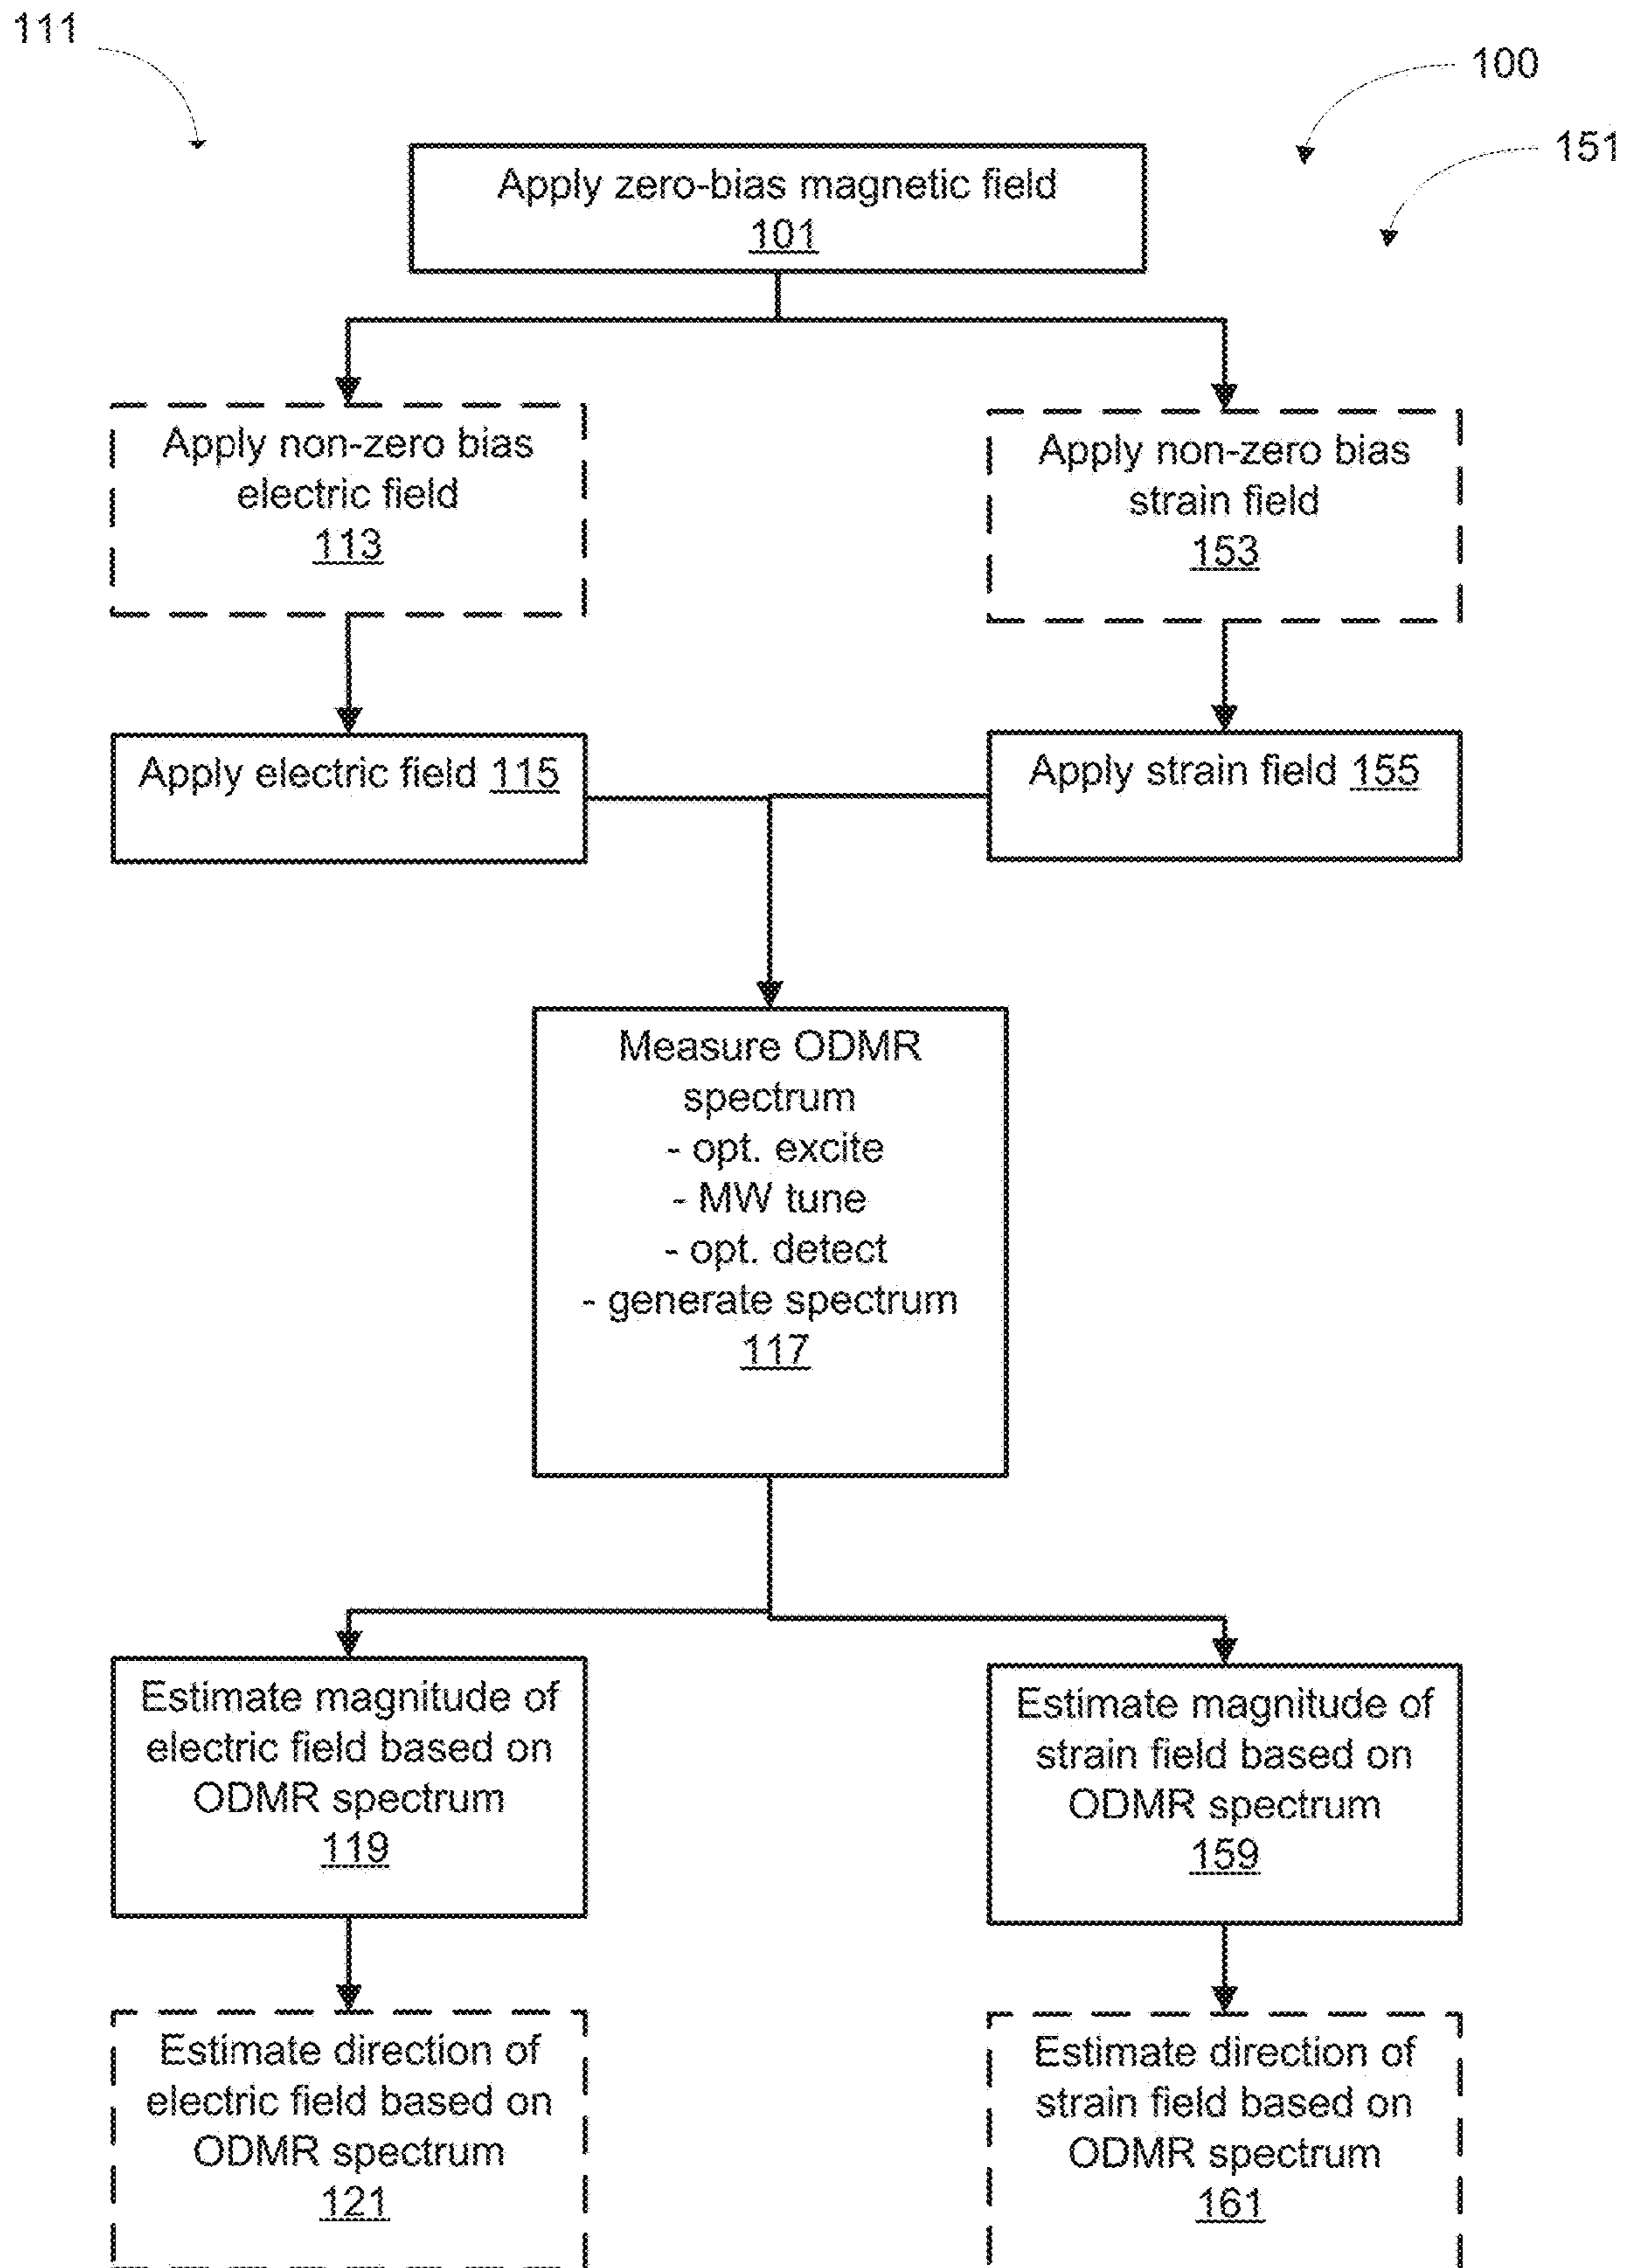 111
100
151
Apply zero-bias magnetic field
101
Apply non-zero bias
electric field
113
Apply non-zero bias
strain field
153
Apply electric field 115
Apply strain field 155
Measure ODMR
spectrum
- opt. excite
- MW tune
- opt. detect
- generate spectrum
117
Estimate magnitude of
electric field based on
ODMR spectrum
119
Estimate magnitude of
strain field based on
ODMR spectrum
159
Estimate direction of
electric field based on
ODMR spectrum
121
Estimate direction of
strain field based on
ODMR spectrum
161